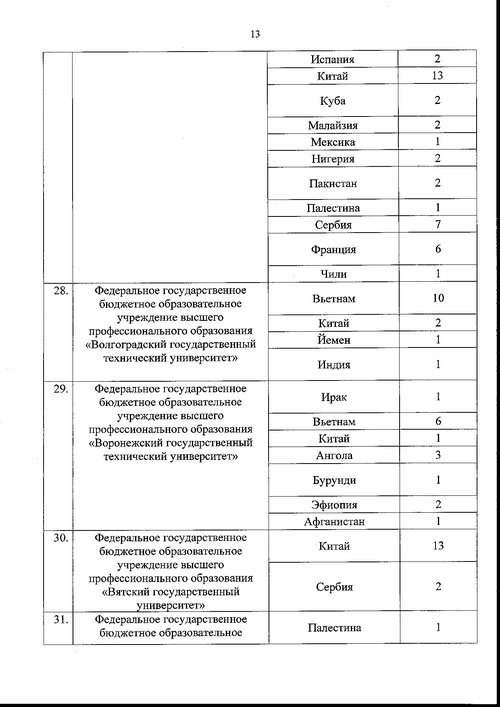 13
Испания 2
Китай 13
Куба 2
Малайзия 2
Мексика 1
Нигерия 2
Пакистан 2
Палестина 1
Сербия 7
Франция 6
Чили 1
28. Федеральное государственное
бюджетное образовательное
учреждение высшего
профессионального образования
«Волгоградский государственный
технический университет»
Вьетнам 10
Китай 2
Йемен 1
Индия 1
29. Федеральное государственное
бюджетное образовательное
учреждение высшего
профессионального образования
«Воронежский государственный
технический университет»
Ирак 1
Вьетнам 6
Китай 1
Ангола 3
Бурунди 1
Эфиопия 2
Афганистан 1
30. Федеральное государственное
бюджетное образовательное
учреждение высшего
профессионального образования
«Вятский государственный
университет»
Китай 13
Сербия 2
31. Федеральное государственное
бюджетное образовательное
Палестина 1